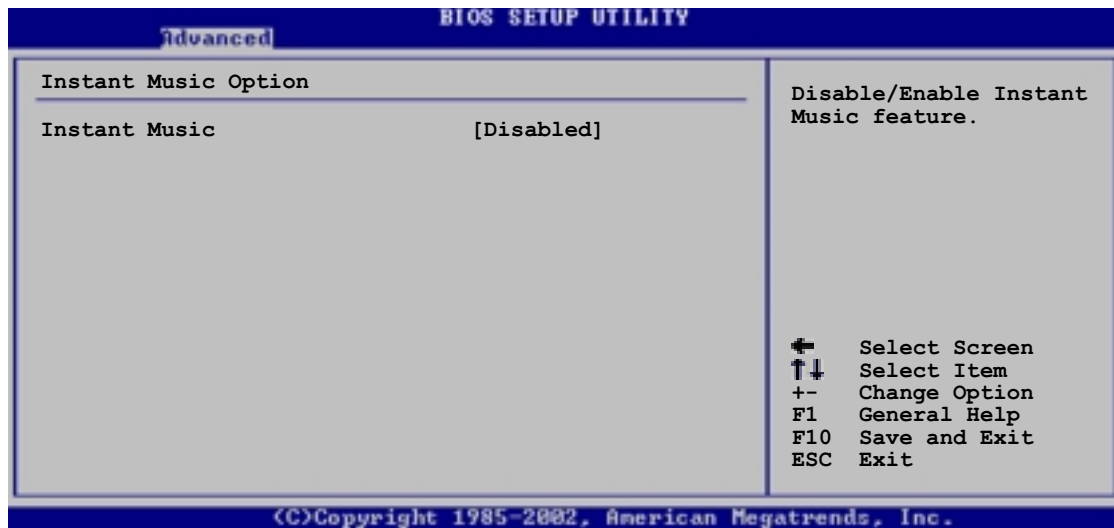 BIOS SETUP UTILITY
Advanced
Instant Music Option
Instant Music [Disabled]
Disable/Enable Instant
Music feature.
← Select Screen
↑↓ Select Item
+- Change Option
F1 General Help
F10 Save and Exit
ESC Exit
(C)Copyright 1985-2002, American Megatrends, Inc.